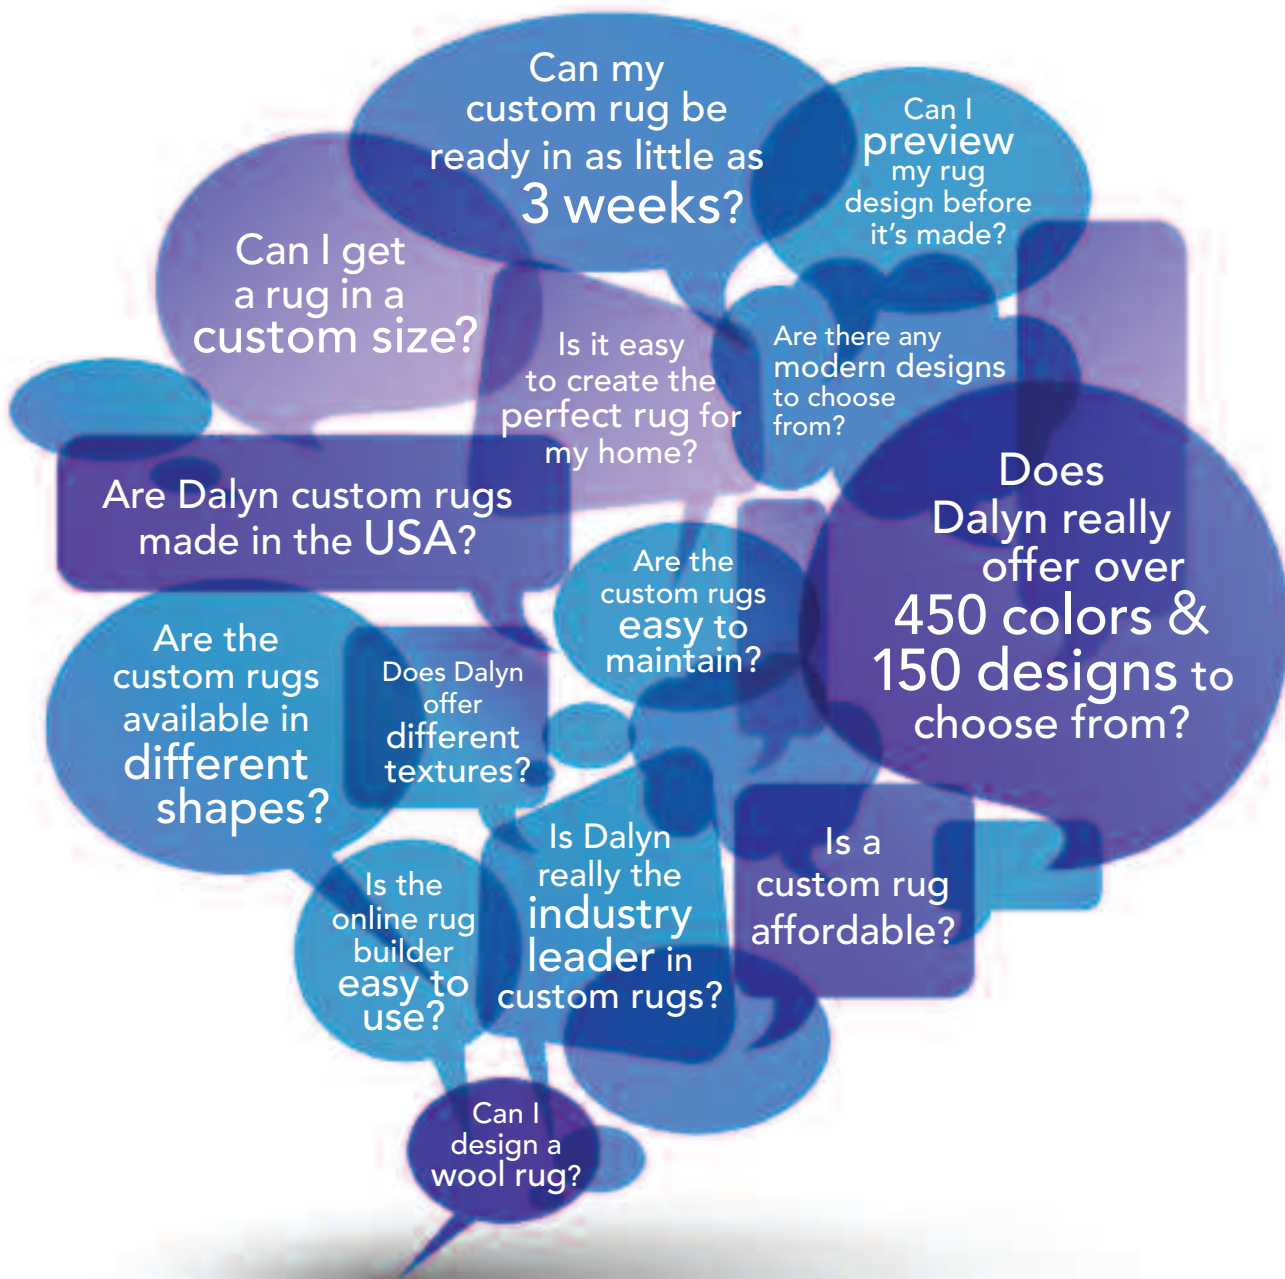 Can my
custom rug be
ready in as little as
3 weeks?
Can I
preview
my rug
design before
it's made?
Can I get
a rug in a
custom size?
Is it easy
to create the
perfect rug for
my home?
Are there any
modern designs
to choose
from?
Are Dalyn custom rugs
made in the USA?
Does
Dalyn really
offer over
450 colors &
150 designs to
choose from?
Are the
custom rugs
easy to
maintain?
Are the
custom rugs
available in
different
shapes?
Does Dalyn
offer
different
textures?
Is Dalyn
really the
industry
leader in
custom rugs?
Is a
custom rug
affordable?
Is the
online rug
builder
easy to
use?
Can I
design a
wool rug?